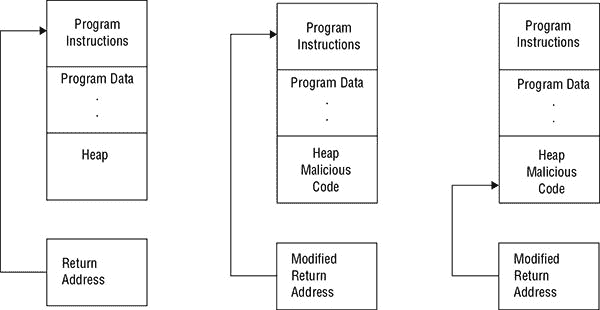 Program
Instructions
Program Data
.
.
Heap
Return
Address
Program
Instructions
Program Data
.
.
Heap
Malicious
Code
Modified
Return
Address
Program
Instructions
Program Data
.
.
Heap
Malicious
Code
Modified
Return
Address